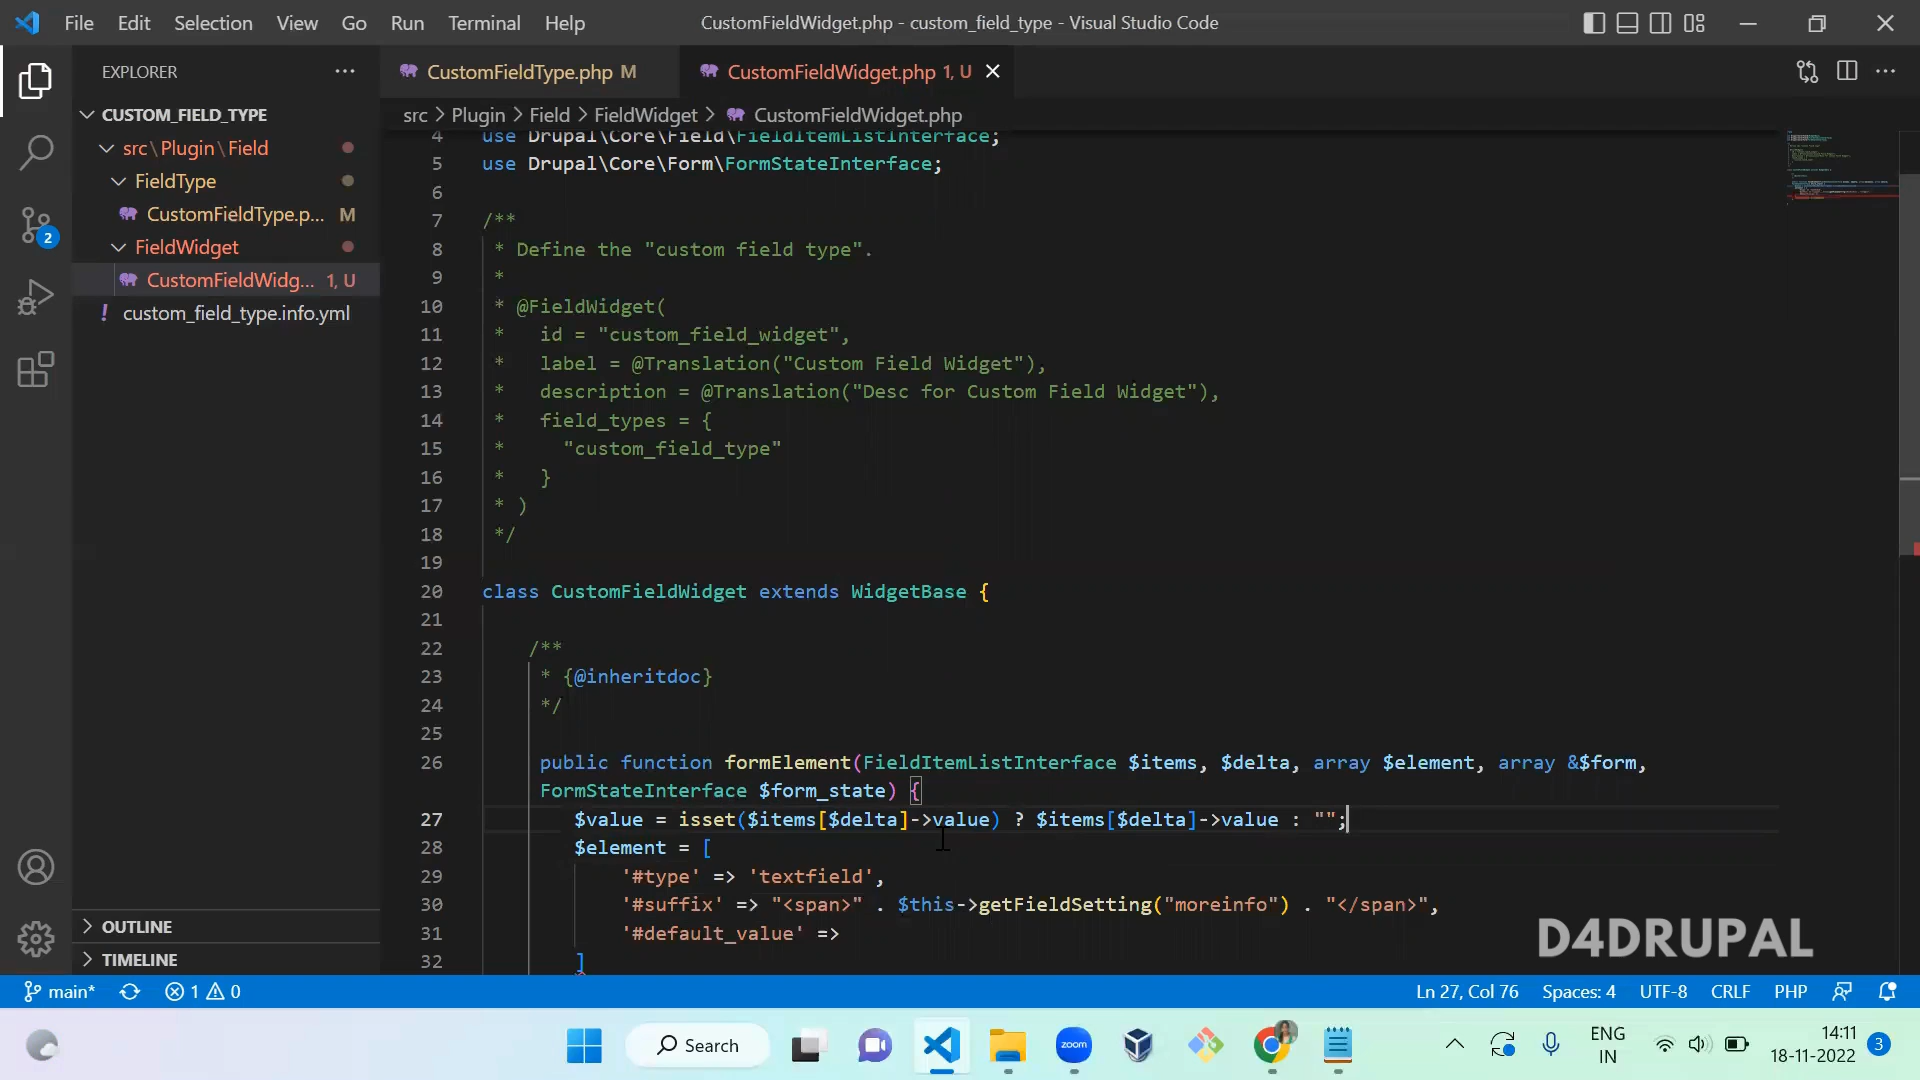 File Edit Selection View Go Run Terminal Help
CustomFieldWidget.php - custom_field_type - Visual Studio Code
EXPLORER
CustomFieldType.php M
CustomFieldWidget.php 1, U
CUSTOM_FIELD_TYPE
src > Plugin > Field > FieldWidget > CustomFieldWidget.php
src\Plugin\Field
FieldType
CustomFieldType.p... M
FieldWidget
CustomFieldWidg... 1, U
! custom_field_type.info.yml
2
4 use Drupal\Core\Field\FieldItemListInterface;
5 use Drupal\Core\Form\FormStateInterface;
6
7 /**
8 * Define the "custom field type".
9 *
10 * @FieldWidget(
11 * id = "custom_field_widget",
12 * label = @Translation("Custom Field Widget"),
13 * description = @Translation("Desc for Custom Field Widget"),
14 * field_types = {
15 * "custom_field_type"
16 * }
17 * )
18 */
19
20 class CustomFieldWidget extends WidgetBase {
21
22 /**
23 * {@inheritdoc}
24 */
25
26 public function formElement(FieldItemListInterface $items, $delta, array $element, array &$form,
FormStateInterface $form_state) {
27 $value = isset($items[$delta]->value) ? $items[$delta]->value : "";
28 $element = [
29 '#type' => 'textfield',
30 '#suffix' => "<span>" . $this->getFieldSetting("moreinfo") . "</span>",
31 '#default_value' =>
32 ]
OUTLINE
TIMELINE
D4DRUPAL
main* 1 0
Ln 27, Col 76 Spaces: 4 UTF-8 CRLF PHP
Search
zoom
ENG
IN
14:11
18-11-2022
3